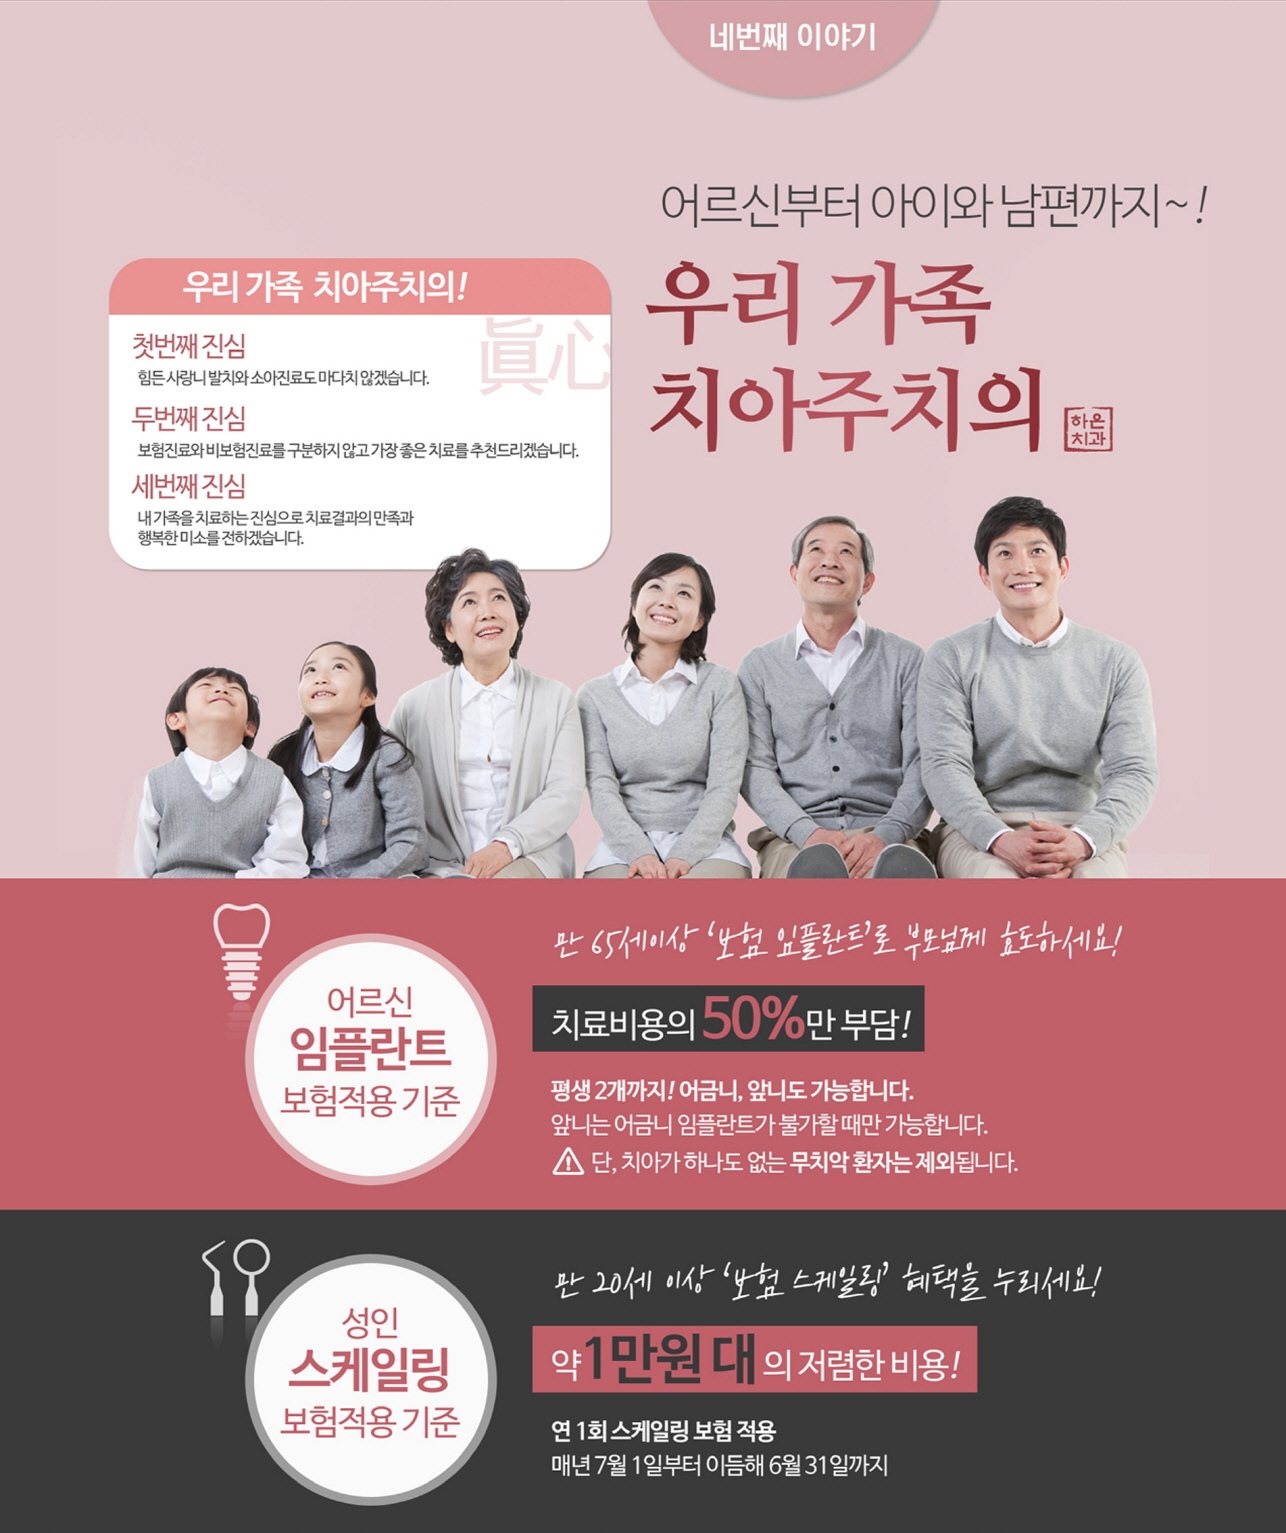 네번째 이야기
어르신부터 아이와 남편까지~!
우리 가족
치아주치의
하은
치과
우리 가족 치아주치의!
眞心
첫번째 진심
힘든 사랑니 발치와 소아진료도 마다치 않겠습니다.
두번째 진심
보험진료와 비보험진료를 구분하지 않고 가장 좋은 치료를 추천드리겠습니다.
세번째 진심
내 가족을 치료하는 진심으로 치료결과의 만족과
행복한 미소를 전하겠습니다.
어르신
임플란트
보험적용 기준
만 65세이상 '보험 임플란트'로 부모님께 효도하세요!
치료비용의 50%만 부담!
평생 2개까지! 어금니, 앞니도 가능합니다.
앞니는 어금니 임플란트가 불가할 때만 가능합니다.
단, 치아가 하나도 없는 무치악 환자는 제외됩니다.
성인
스케일링
보험적용 기준
만 20세 이상 '보험 스케일링' 혜택을 누리세요!
약 1만원 대의 저렴한 비용!
연 1회 스케일링 보험 적용
매년 7월 1일부터 이듬해 6월 31일까지